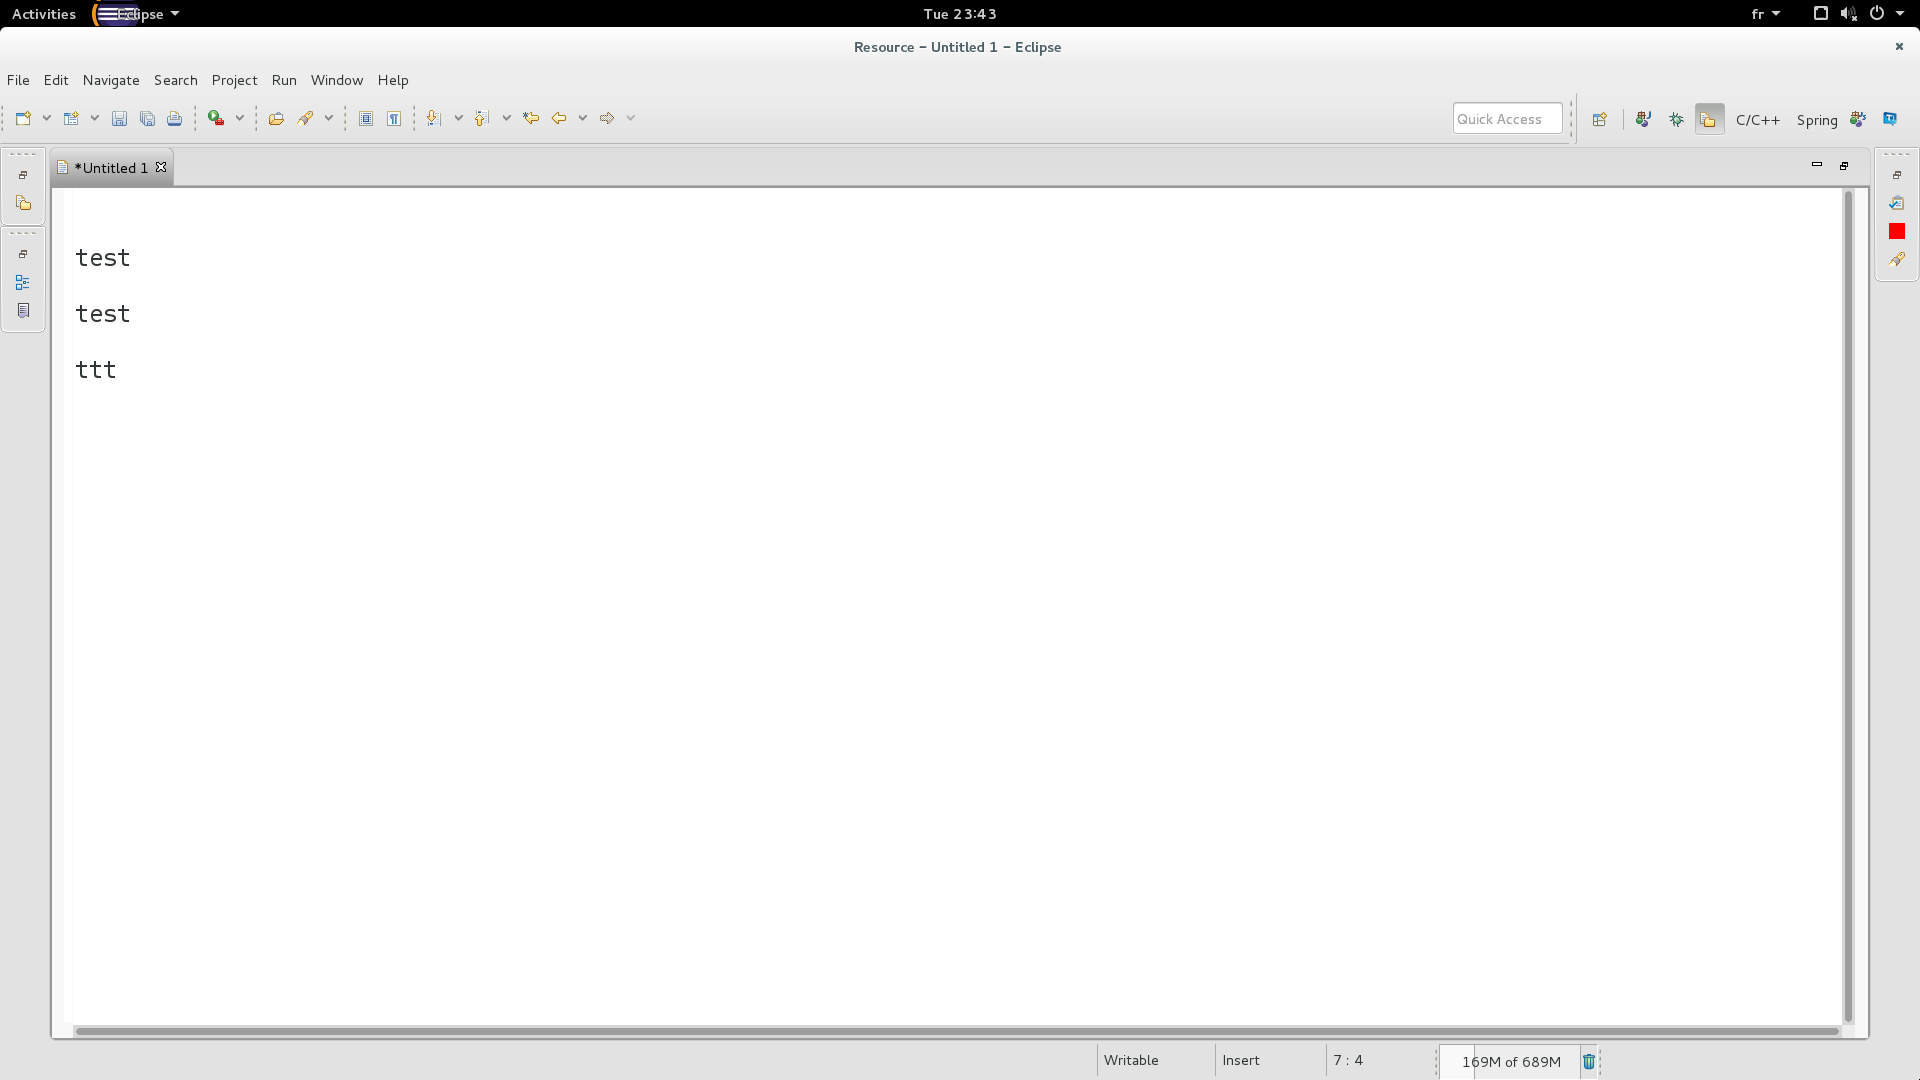 Activities Eclipse Tue 23:43 fr
Resource – Untitled 1 – Eclipse
File Edit Navigate Search Project Run Window Help
Quick Access C/C++ Spring
*Untitled 1
test
test
ttt
Writable Insert 7 : 4 169M of 689M